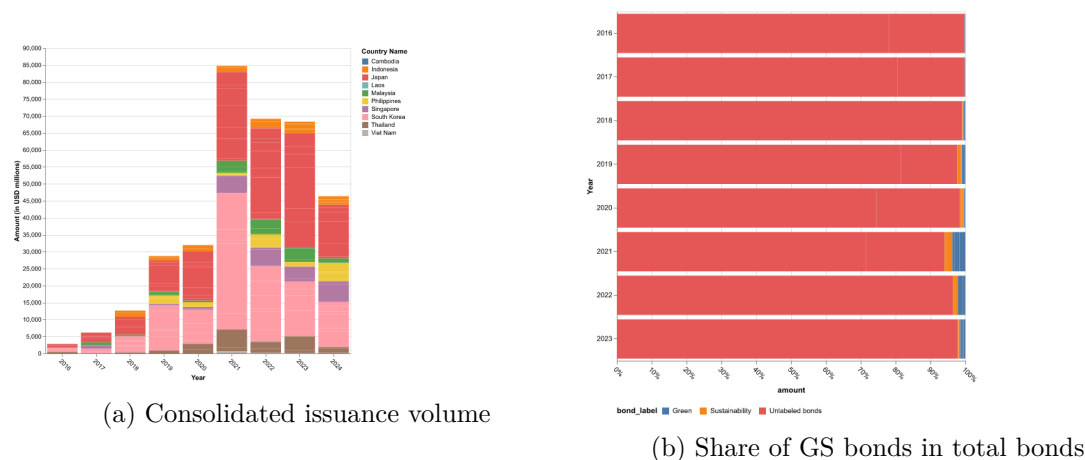 90,000
85,000
80,000
75,000
70,000
65,000
60,000
55,000
50,000
45,000
40,000
35,000
30,000
25,000
20,000
15,000
10,000
5,000
0
Amount (in USD millions)
2016
2017
2018
2019
2020
2021
2022
2023
2024
Year
Country Name
Cambodia
Indonesia
Japan
Laos
Malaysia
Philippines
Singapore
South Korea
Thailand
Viet Nam
(a) Consolidated issuance volume
Year
2016
2017
2018
2019
2020
2021
2022
2023
0%
10%
20%
30%
40%
50%
60%
70%
80%
90%
100%
amount
bond_label Green Sustainability Unlabeled bonds
(b) Share of GS bonds in total bonds